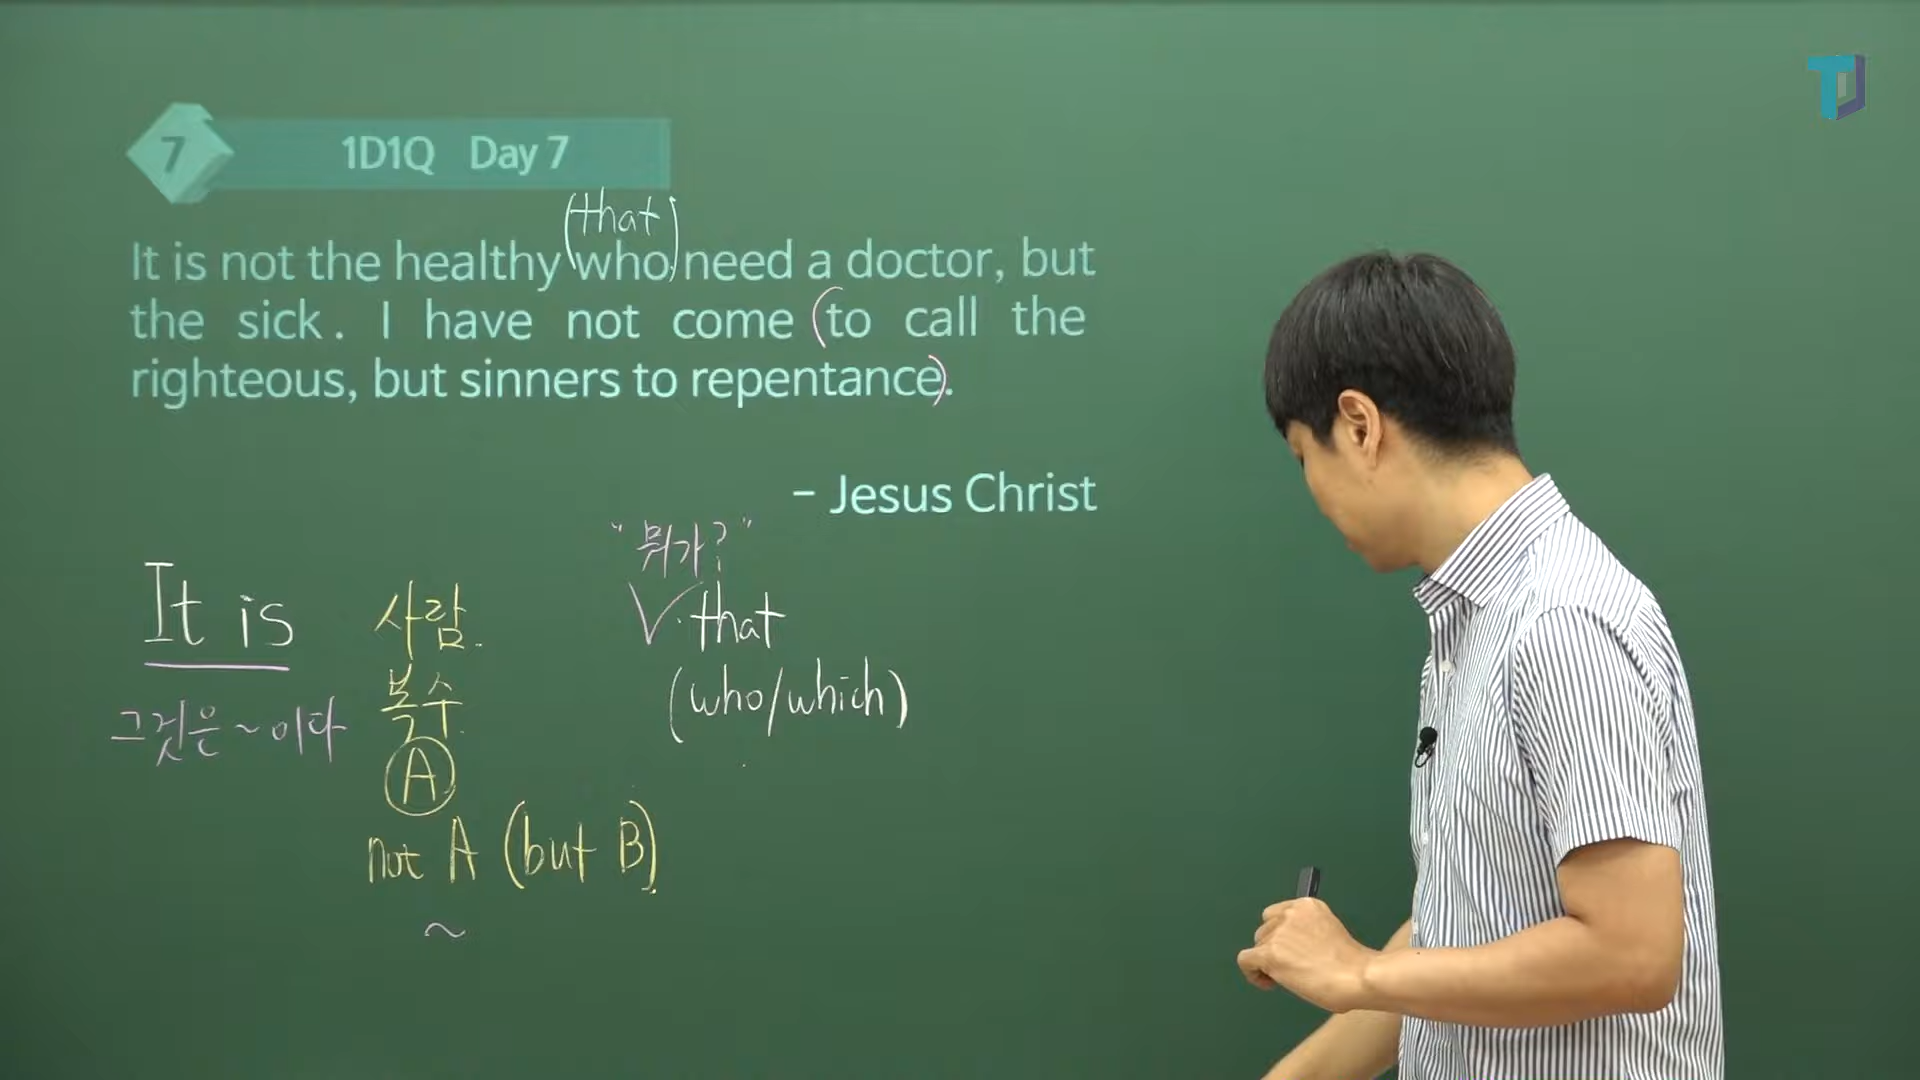 7
1D1Q Day 7
(that)
It is not the healthy (who) need a doctor, but
the sick. I have not come (to call the
righteous, but sinners to repentance).
- Jesus Christ
"뭐가?"
It is 사람. V that
복수. (who/which)
그것은~이다
A
not A (but B).
~
TJ